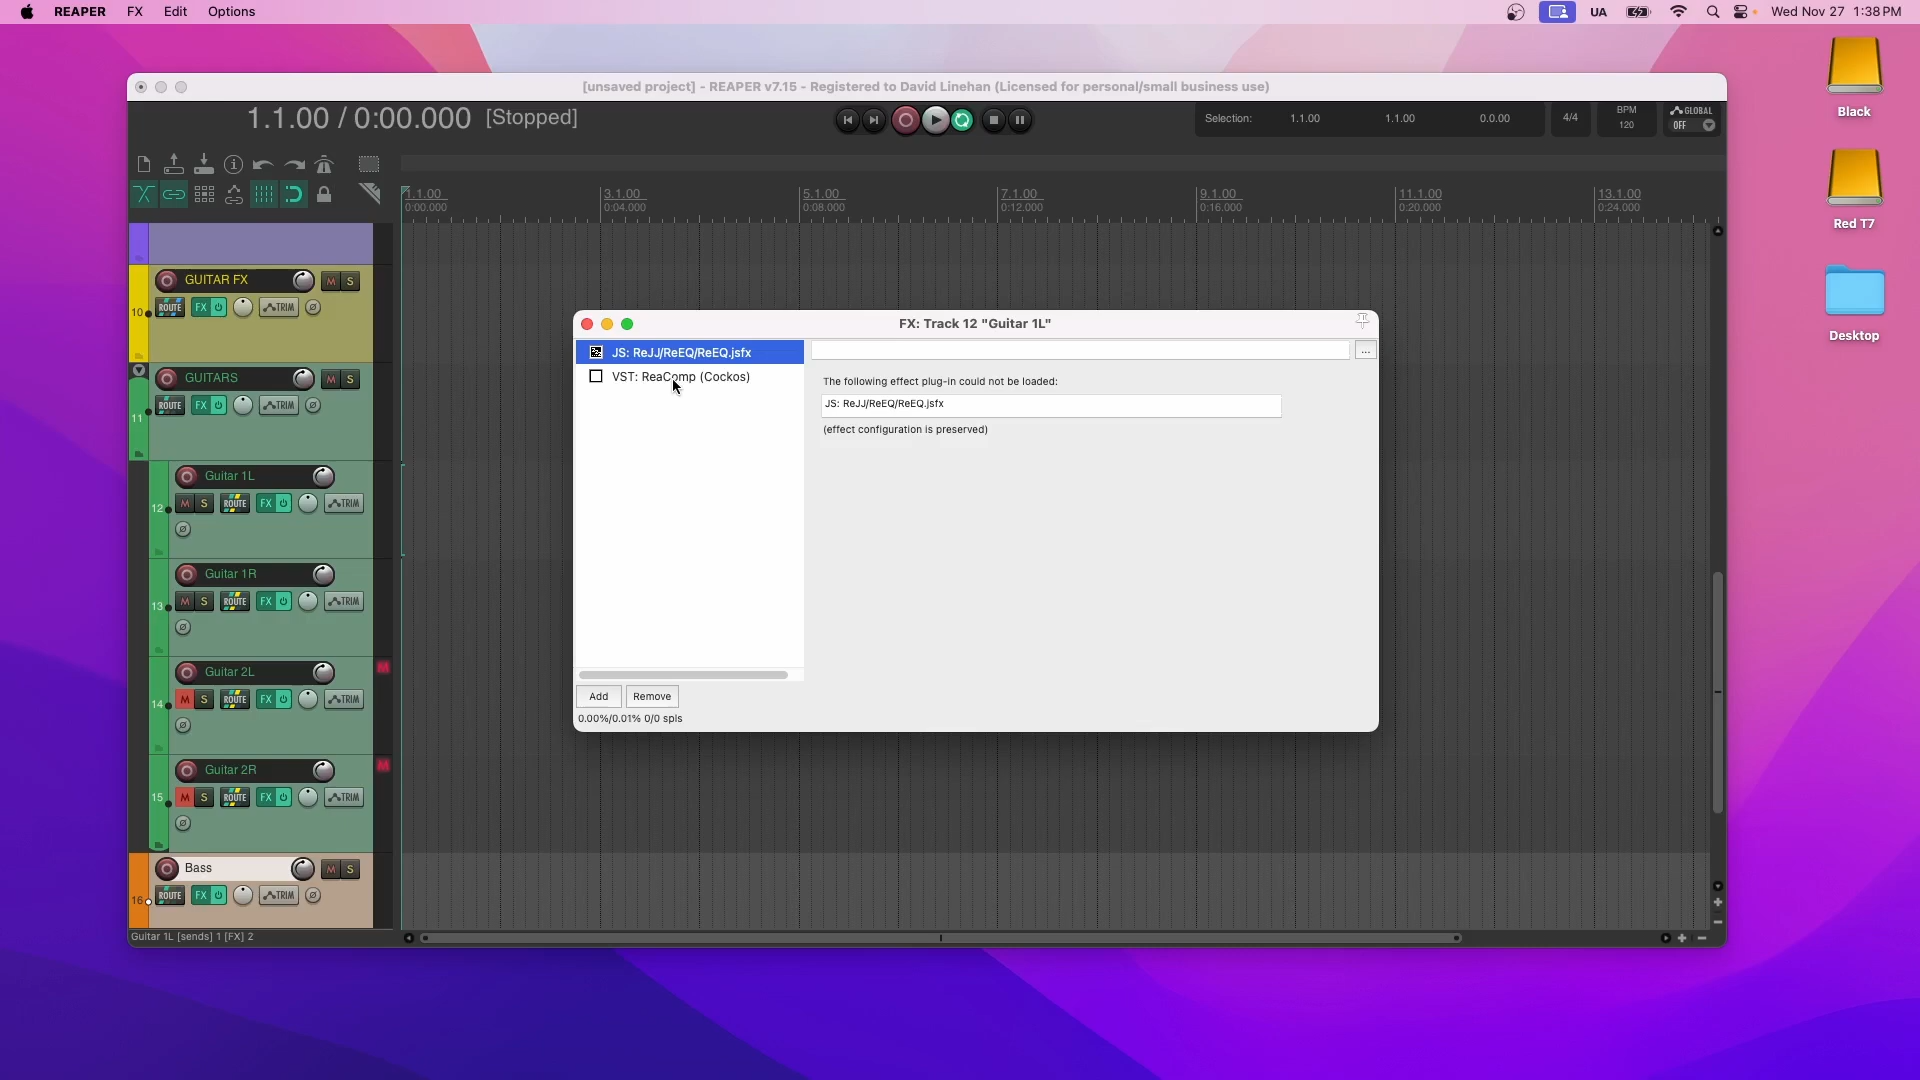 REAPER FX Edit Options
UA Wed Nov 27 1:38 PM
[unsaved project] - REAPER v7.15 - Registered to David Linehan (Licensed for personal/small business use)
1.1.00 / 0:00.000 [Stopped]
Selection: 1.1.00 1.1.00 0.0.00
4/4
BPM
120
GLOBAL
OFF
1.1.00 3.1.00 5.1.00 7.1.00 9.1.00 11.1.00 13.1.00
0:00.000 0:04.000 0:08.000 0:12.000 0:16.000 0:20.000 0:24.000
GUITAR FX M S
10 ROUTE FX TRIM Ø
GUITARS M S
ROUTE FX TRIM Ø
11
Guitar 1L
12 M S ROUTE FX TRIM
Ø
Guitar 1R
13 M S ROUTE FX TRIM
Ø
Guitar 2L M
14 M S ROUTE FX TRIM
Ø
Guitar 2R M
15 M S ROUTE FX TRIM
Ø
Bass M S
16 ROUTE FX TRIM Ø
Guitar 1L [sends] 1 [FX] 2
FX: Track 12 "Guitar 1L"
JS: ReJJ/ReEQ/ReEQ.jsfx
VST: ReaComp (Cockos)
...
The following effect plug-in could not be loaded:
JS: ReJJ/ReEQ/ReEQ.jsfx
(effect configuration is preserved)
Add Remove
0.00%/0.01% 0/0 spls
Black
Red T7
Desktop